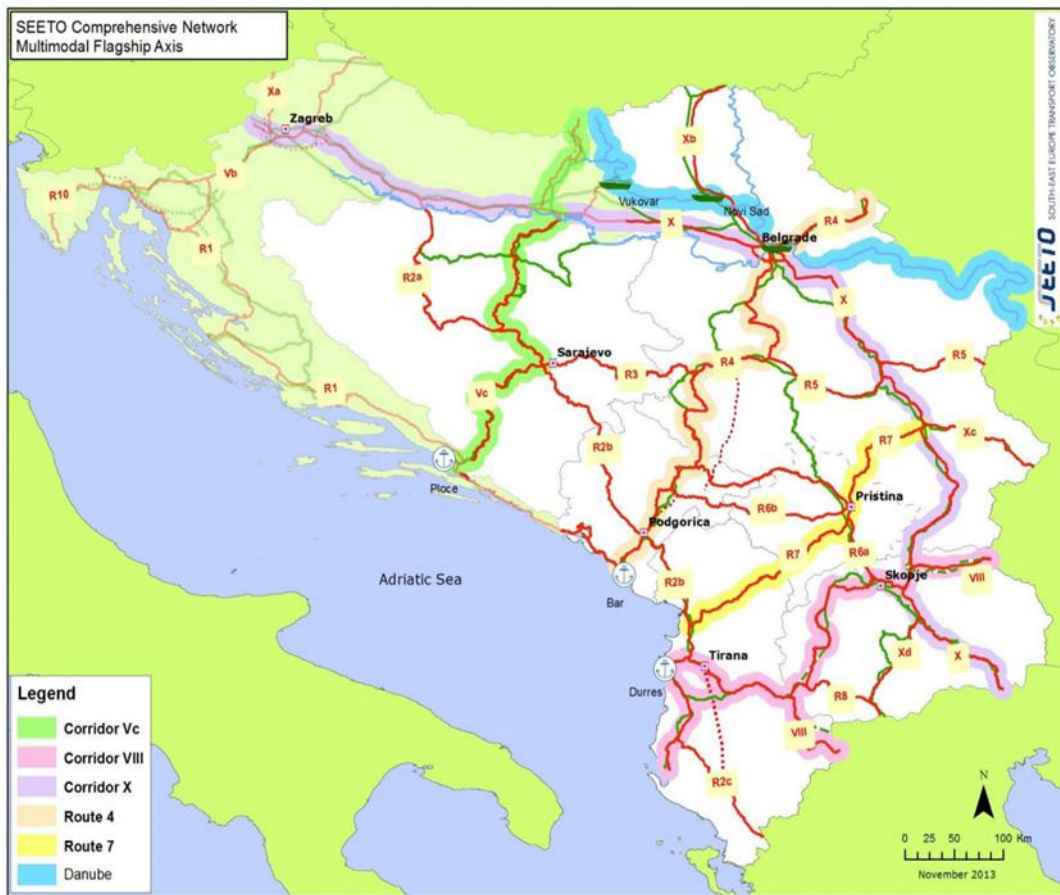 SEETO Comprehensive Network
Multimodal Flagship Axis
SEETO SOUTH-EAST EUROPE TRANSPORT OBSERVATORY
Xa
Zagreb
Xb
Vb
R10
Vukovar
Novi Sad
R4
R1
X
Belgrade
R2a
X
Sarajevo
R3
R4
R5
R5
R1
Vc
R7
Xc
R2b
Ploce
Pristina
R6b
Podgorica
R7
R6a
Adriatic Sea
Bar
R2b
Skopje
VIII
Tirana
Xd
X
Durres
R8
VIII
R2c
Legend
Corridor Vc
Corridor VIII
Corridor X
Route 4
Route 7
Danube
N
0 25 50 100 Km
November 2013